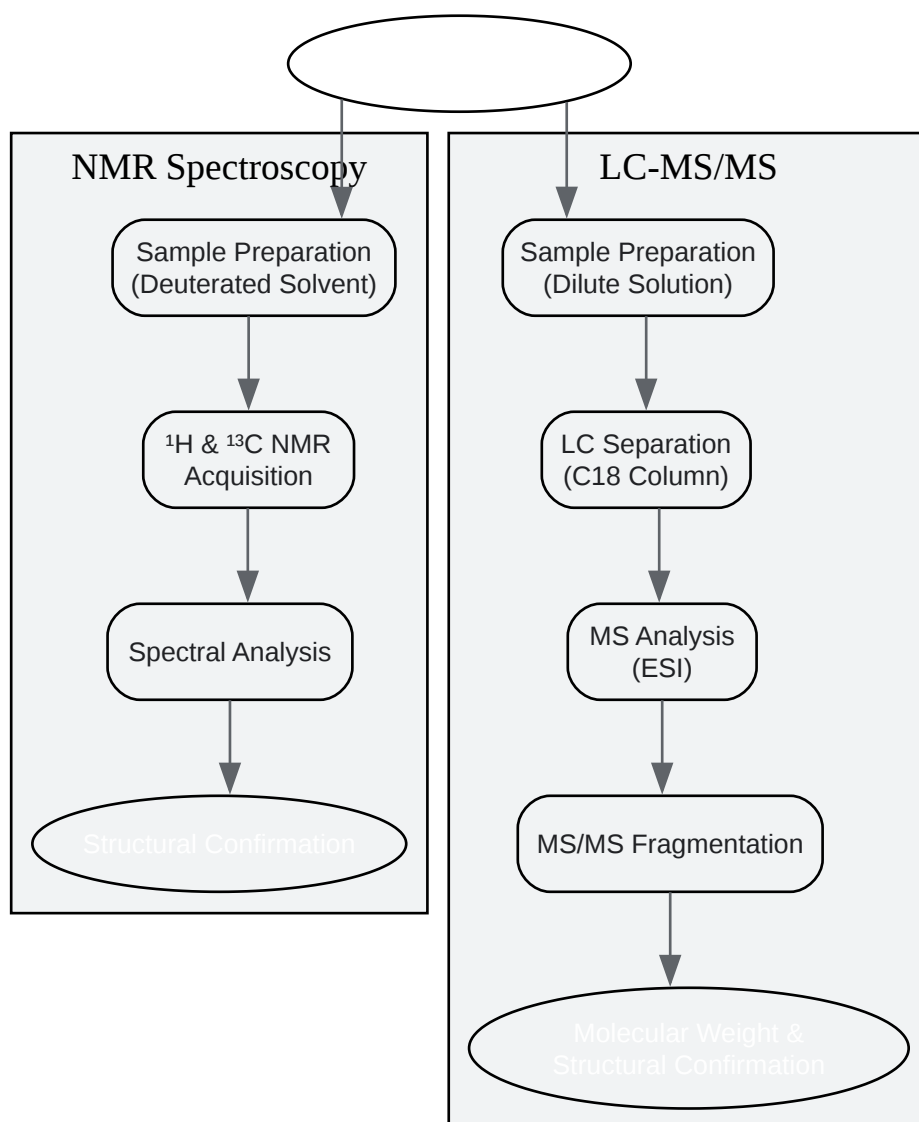 NMR Spectroscopy
Sample Preparation
(Deuterated Solvent)
¹H & ¹³C NMR
Acquisition
Spectral Analysis
Structural Confirmation
LC-MS/MS
Sample Preparation
(Dilute Solution)
LC Separation
(C18 Column)
MS Analysis
(ESI)
MS/MS Fragmentation
Molecular Weight &
Structural Confirmation